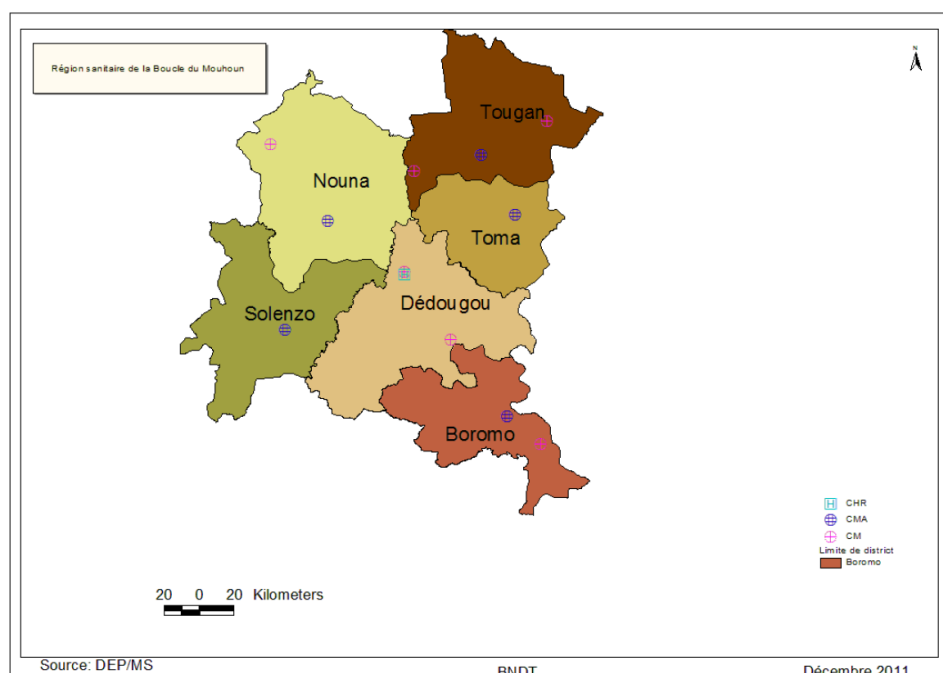 Région sanitaire de la Boucle du Mouhoun
N
Tougan
Nouna
Toma
Solenzo
Dédougou
Boromo
CHR
CMA
CM
Limite de district
Boromo
20 0 20 Kilometers
Source: DEP/MS
BNDT
Décembre 2011